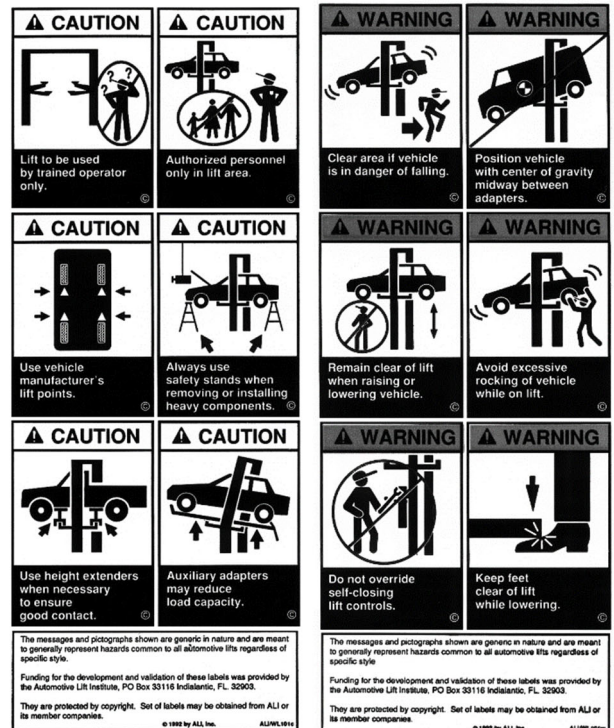 CAUTION
Lift to be used
by trained operator
only.
©
CAUTION
Authorized personnel
only in lift area.
©
CAUTION
Use vehicle
manufacturer's
lift points.
©
CAUTION
Always use
safety stands when
removing or installing
heavy components.
©
CAUTION
Use height extenders
when necessary
to ensure
good contact.
©
CAUTION
Auxiliary adapters
may reduce
load capacity.
©
The messages and pictographs shown are generic in nature and are meant
to generally represent hazards common to all automotive lifts regardless of
specific style.
Funding for the development and validation of these labels was provided by
the Automotive Lift Institute, PO Box 33116 Indialantic, FL 32903.
They are protected by copyright. Set of labels may be obtained from ALI or
its member companies.
© 1992 by ALI, Inc.
ALI/WL101c
WARNING
Clear area if vehicle
is in danger of falling.
©
WARNING
Position vehicle
with center of gravity
midway between
adapters.
©
WARNING
Remain clear of lift
when raising or
lowering vehicle.
©
WARNING
Avoid excessive
rocking of vehicle
while on lift.
©
WARNING
Do not override
self-closing
lift controls.
©
WARNING
Keep feet
clear of lift
while lowering.
©
The messages and pictographs shown are generic in nature and are meant
to generally represent hazards common to all automotive lifts regardless of
specific style
Funding for the development and validation of these labels was provided by
the Automotive Lift Institute, PO Box 33116 Indialantic, FL. 32903.
They are protected by copyright. Set of labels may be obtained from ALI or
its member companies.